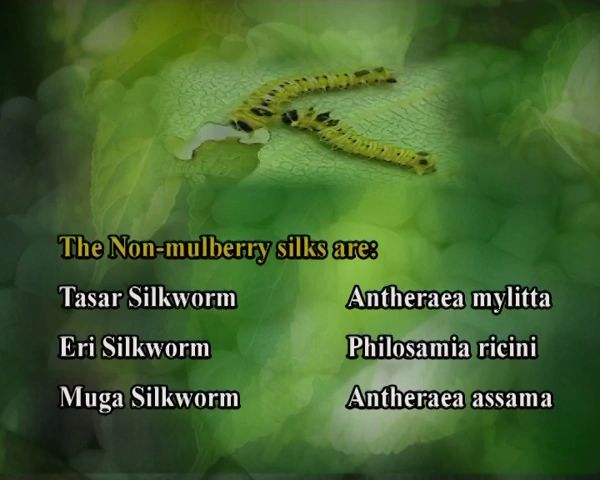 The Non-mulberry silks are:
Tasar Silkworm Antheraea mylitta
Eri Silkworm Philosamia ricini
Muga Silkworm Antheraea assama